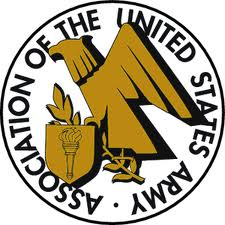 ASSOCIATION OF THE UNITED STATES ARMY ·